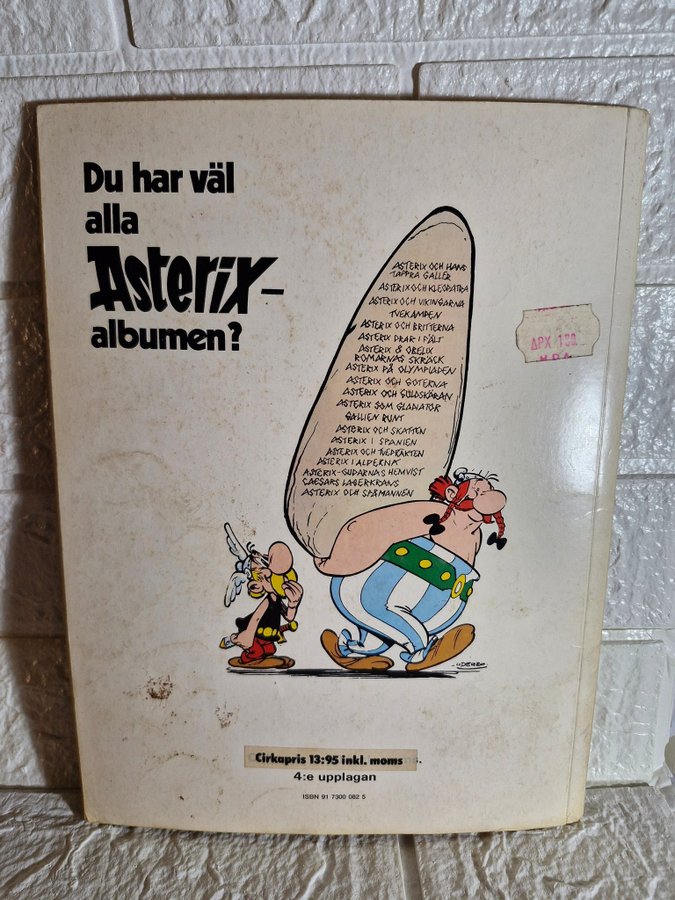 Du har väl
alla
Asterix-
albumen?
ASTERIX OCH HANS
TAPPRA GALLER
ASTERIX OCH KLEOPATRA
ASTERIX OCH VIKINGARNA
TVEKAMPEN
ASTERIX OCH BRITTERNA
ASTERIX DRAR I FÄLT
ASTERIX & OBELIX
ROMARNAS SKRÄCK
ASTERIX PÅ OLYMPIADEN
ASTERIX OCH GOTERNA
ASTERIX OCH GULDSKÄRAN
ASTERIX SOM GLADIATOR
GALLIEN RUNT
ASTERIX OCH SKATTEN
ASTERIX I SPANIEN
ASTERIX OCH TVEDRÄKTEN
ASTERIX I ALPERNA
ASTERIX-GUDARNAS HEMVIST
CAESARS LAGERKRANS
ASTERIX OCH SPÅMANNEN
ΔΡΧ
UDERZO
Cirkapris 13:95 inkl. moms
4:e upplagan
ISBN 91 7300 082 5